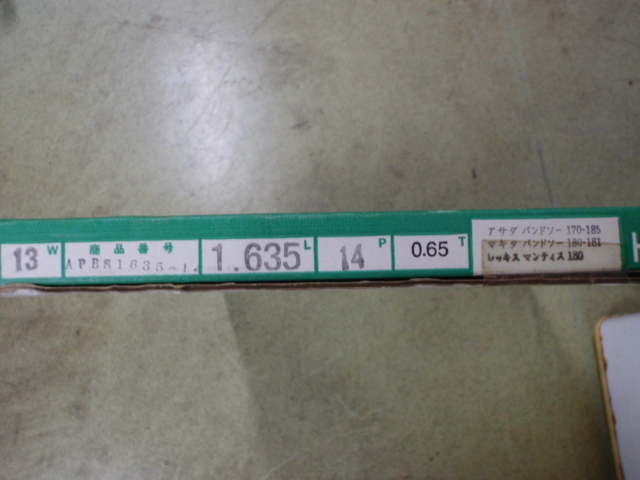 13 W
商品番号
1.635 L
14 P
0.65 T
アサダ バンドソー 170-185
マキタ バンドソー 180-181
レッキス マンティス 180